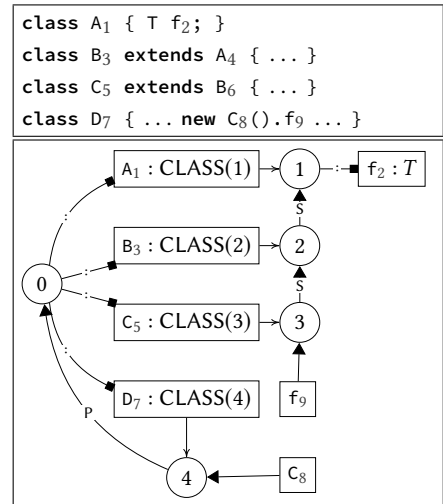 class A₁ { T f₂; }
class B₃ extends A₄ { ... }
class C₅ extends B₆ { ... }
class D₇ { ... new C₈().f₉ ... }
A₁ : CLASS(1)
1
:
f₂ : T
:
S
B₃ : CLASS(2)
2
:
0
S
:
C₅ : CLASS(3)
3
:
D₇ : CLASS(4)
f₉
P
4
C₈